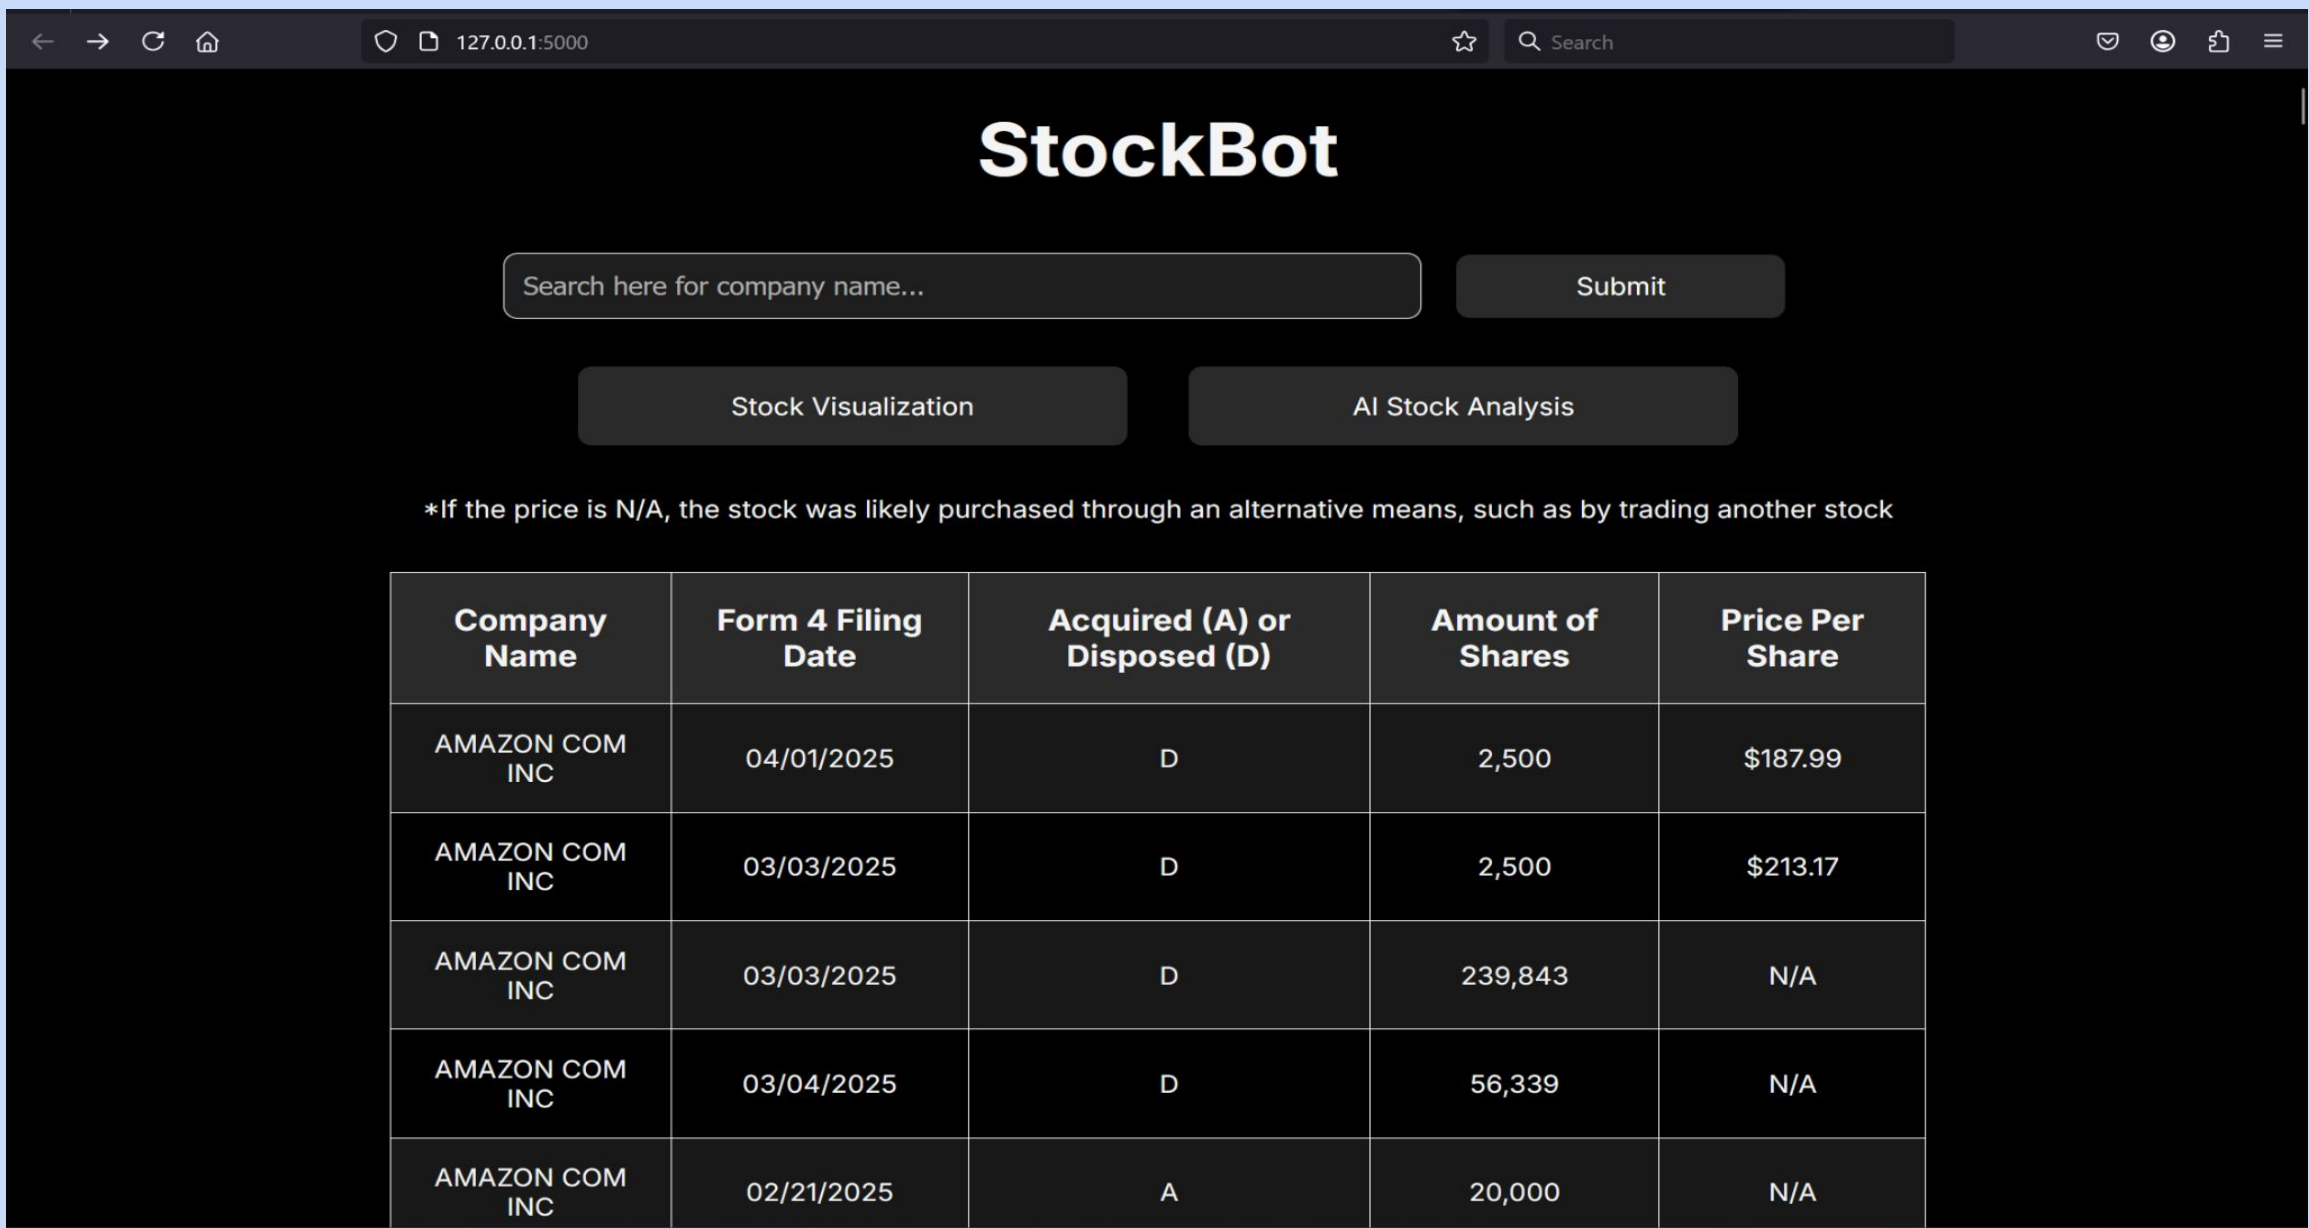 127.0.0.1:5000
Search
StockBot
Search here for company name...
Submit
Stock Visualization
AI Stock Analysis
*If the price is N/A, the stock was likely purchased through an alternative means, such as by trading another stock
Company Name
Form 4 Filing Date
Acquired (A) or Disposed (D)
Amount of Shares
Price Per Share
AMAZON COM INC
04/01/2025
D
2,500
$187.99
AMAZON COM INC
03/03/2025
D
2,500
$213.17
AMAZON COM INC
03/03/2025
D
239,843
N/A
AMAZON COM INC
03/04/2025
D
56,339
N/A
AMAZON COM INC
02/21/2025
A
20,000
N/A